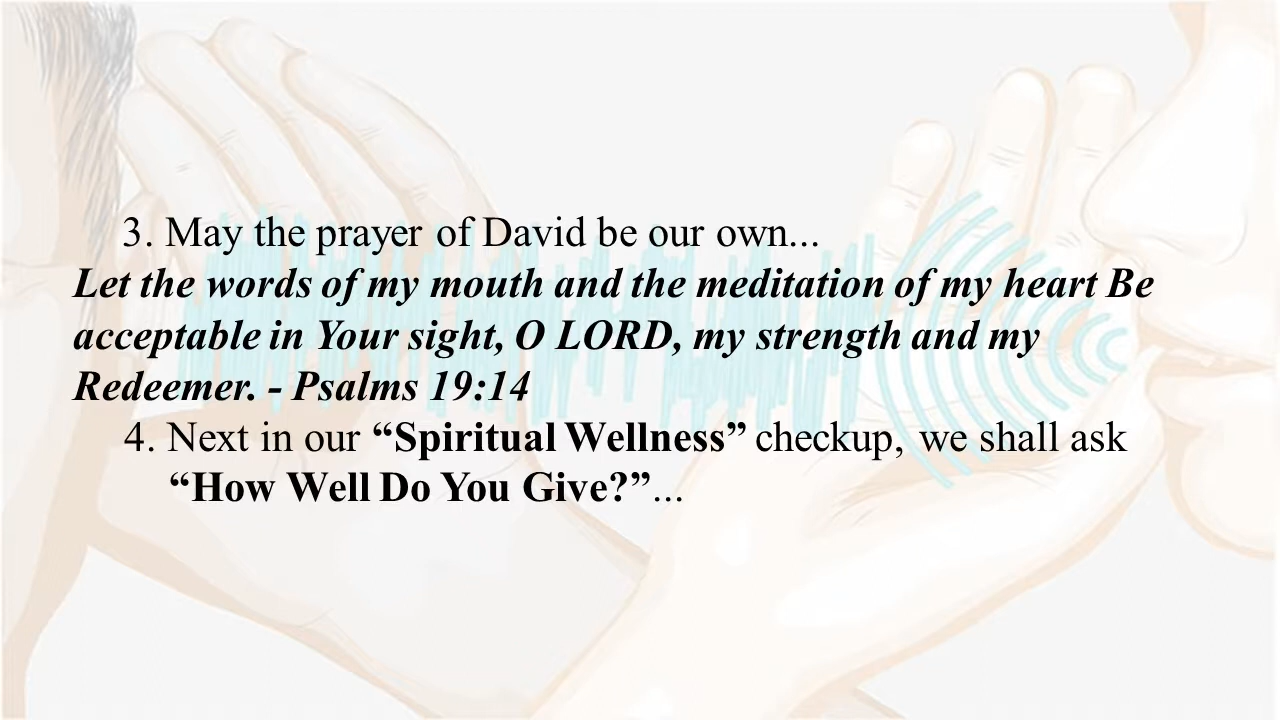 3. May the prayer of David be our own...
Let the words of my mouth and the meditation of my heart Be
acceptable in Your sight, O LORD, my strength and my
Redeemer. - Psalms 19:14
4. Next in our “Spiritual Wellness” checkup, we shall ask
“How Well Do You Give?”...